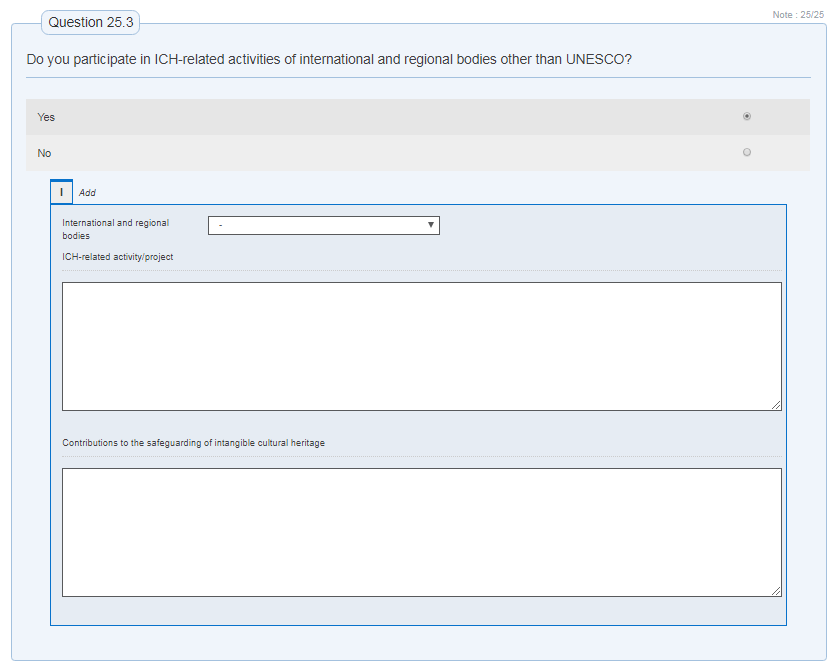 Question 25.3
Note : 25/25
Do you participate in ICH-related activities of international and regional bodies other than UNESCO?
Yes
No
I Add
International and regional
bodies
-
ICH-related activity/project
Contributions to the safeguarding of intangible cultural heritage